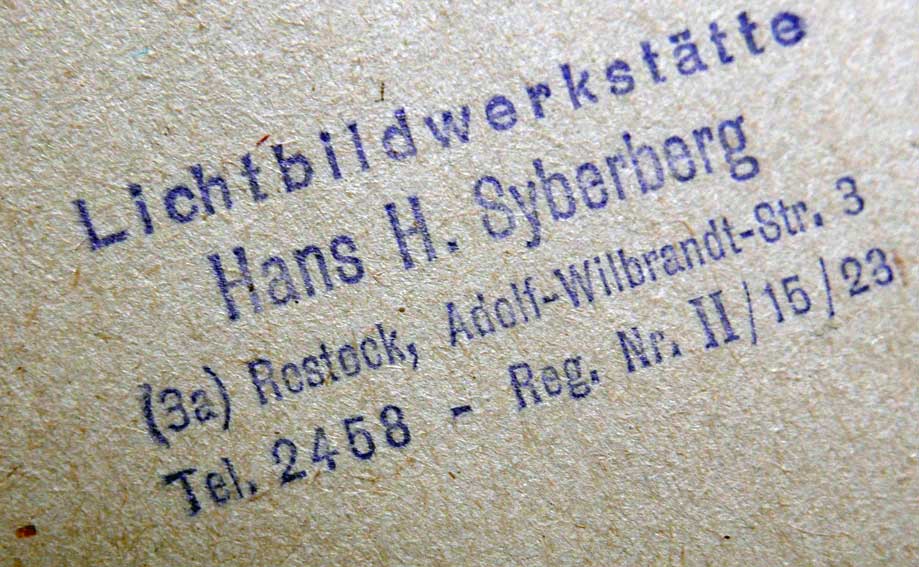 Lichtbildwerkstätte
Hans H. Syberberg
(3a) Rostock, Adolf-Wilbrandt-Str. 3
Tel. 2458 - Reg. Nr. II/15/23